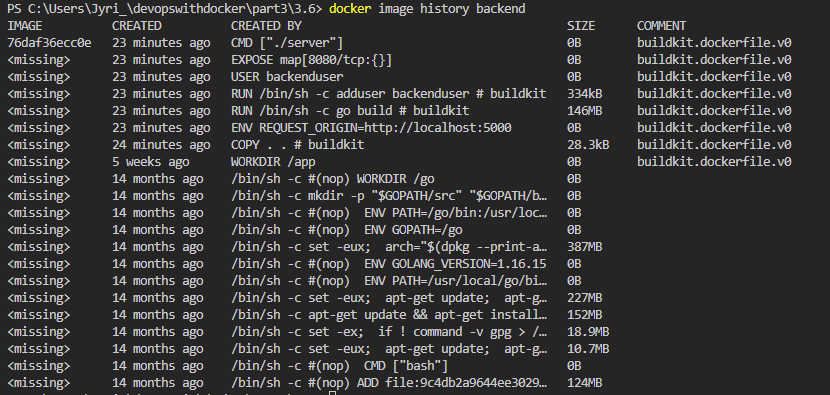 PS C:\Users\Jyri_\devopswithdocker\part3\3.6> docker image history backend
IMAGE CREATED CREATED BY SIZE COMMENT
76daf36ecc0e 23 minutes ago CMD ["./server"] 0B buildkit.dockerfile.v0
<missing> 23 minutes ago EXPOSE map[8080/tcp:{}] 0B buildkit.dockerfile.v0
<missing> 23 minutes ago USER backenduser 0B buildkit.dockerfile.v0
<missing> 23 minutes ago RUN /bin/sh -c adduser backenduser # buildkit 334kB buildkit.dockerfile.v0
<missing> 23 minutes ago RUN /bin/sh -c go build # buildkit 146MB buildkit.dockerfile.v0
<missing> 23 minutes ago ENV REQUEST_ORIGIN=http://localhost:5000 0B buildkit.dockerfile.v0
<missing> 24 minutes ago COPY . . # buildkit 28.3kB buildkit.dockerfile.v0
<missing> 5 weeks ago WORKDIR /app 0B buildkit.dockerfile.v0
<missing> 14 months ago /bin/sh -c #(nop) WORKDIR /go 0B
<missing> 14 months ago /bin/sh -c mkdir -p "$GOPATH/src" "$GOPATH/b… 0B
<missing> 14 months ago /bin/sh -c #(nop) ENV PATH=/go/bin:/usr/loc… 0B
<missing> 14 months ago /bin/sh -c #(nop) ENV GOPATH=/go 0B
<missing> 14 months ago /bin/sh -c set -eux; arch="$(dpkg --print-a… 387MB
<missing> 14 months ago /bin/sh -c #(nop) ENV GOLANG_VERSION=1.16.15 0B
<missing> 14 months ago /bin/sh -c #(nop) ENV PATH=/usr/local/go/bi… 0B
<missing> 14 months ago /bin/sh -c set -eux; apt-get update; apt-g… 227MB
<missing> 14 months ago /bin/sh -c apt-get update && apt-get install… 152MB
<missing> 14 months ago /bin/sh -c set -ex; if ! command -v gpg > /… 18.9MB
<missing> 14 months ago /bin/sh -c set -eux; apt-get update; apt-g… 10.7MB
<missing> 14 months ago /bin/sh -c #(nop) CMD ["bash"] 0B
<missing> 14 months ago /bin/sh -c #(nop) ADD file:9c4db2a9644ee3029… 124MB